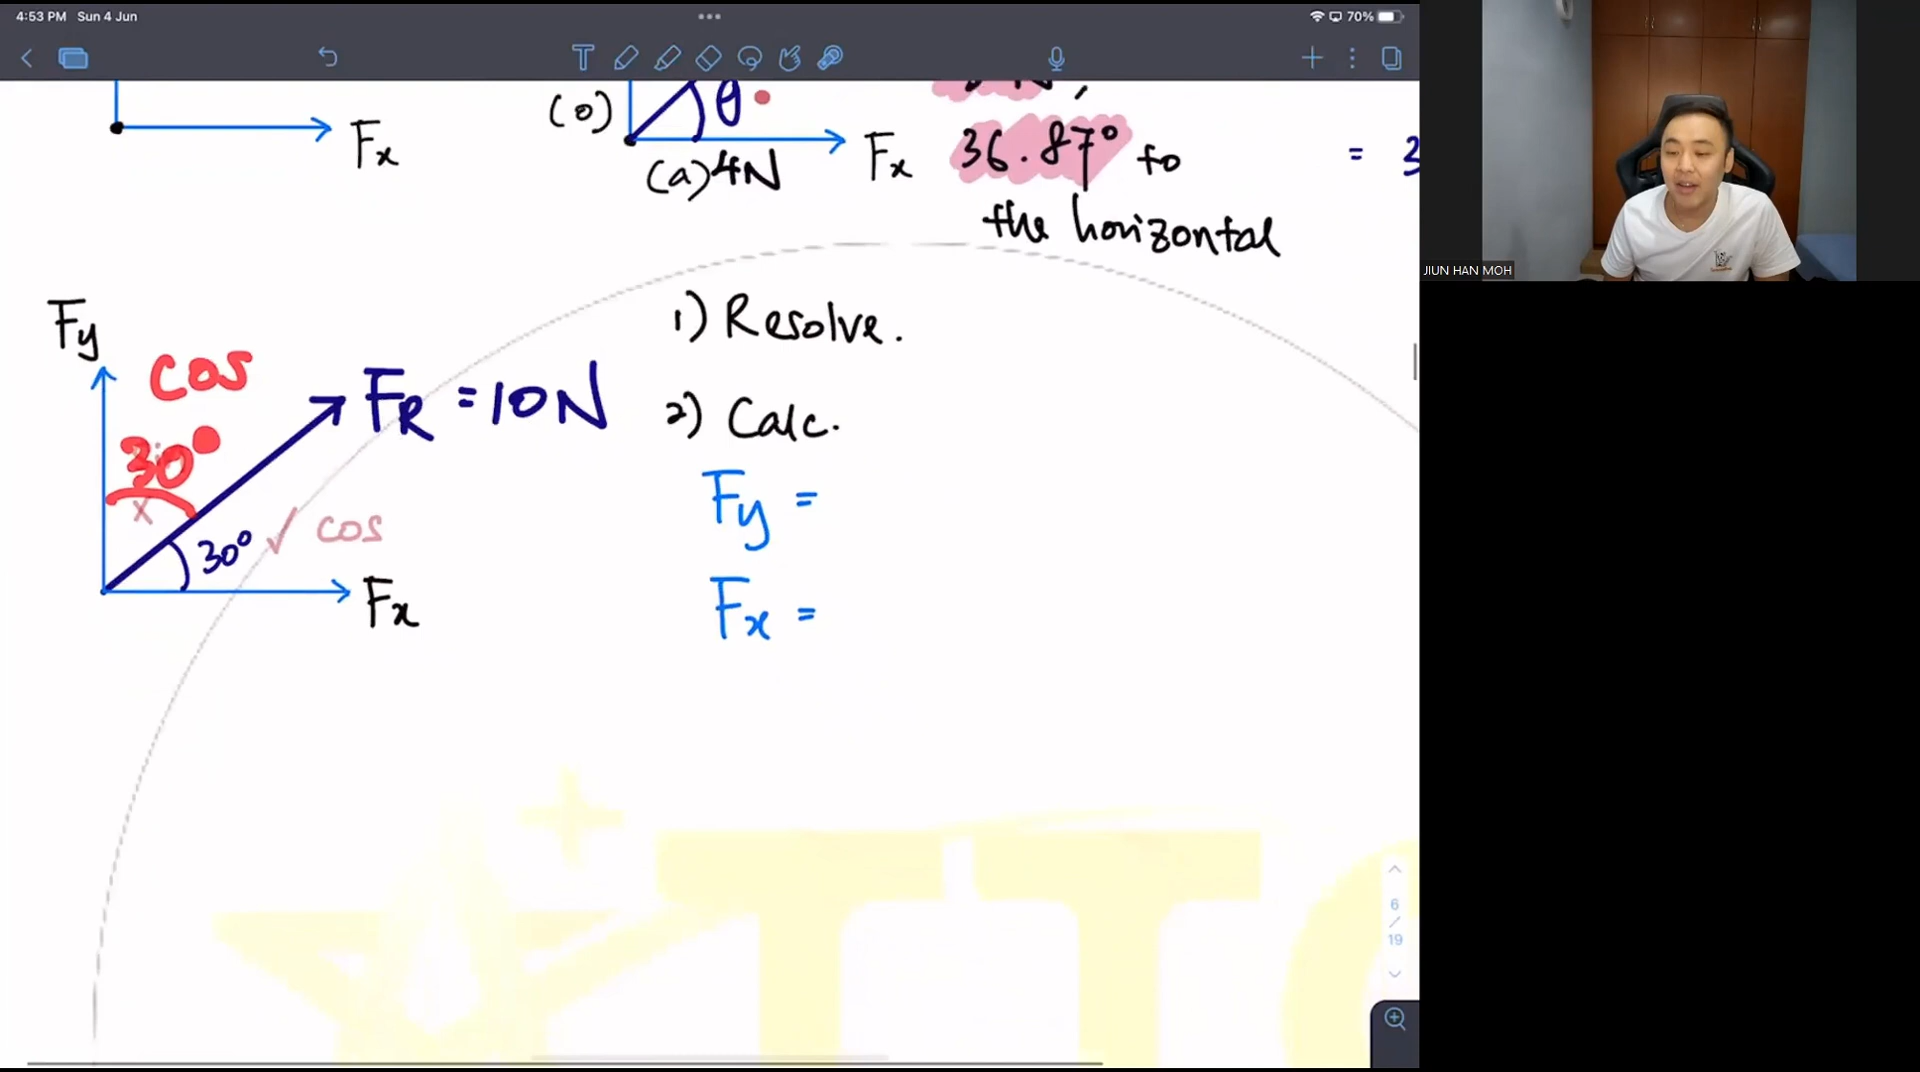 4:53 PM Sun 4 Jun
70%
(o)
θ
Fx
(a) 4N
Fx
36.87° to
the horizontal
= 3
Fy
cos
30°
x
FR = 10N
30° ✓ cos
Fx
1) Resolve.
2) Calc.
Fy =
Fx =
6
/
19
JIUN HAN MOH